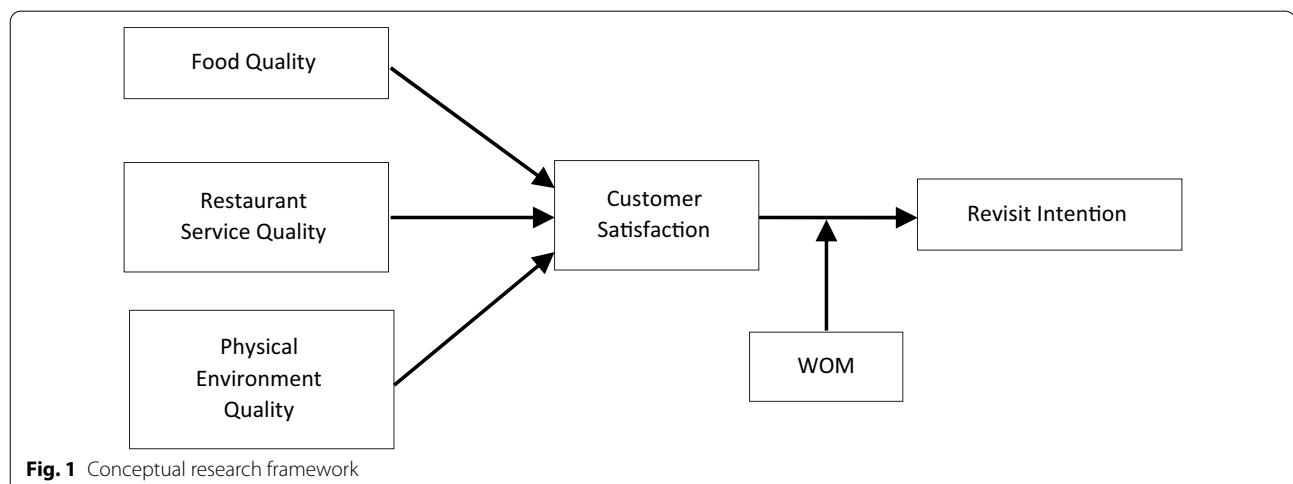 Food Quality
Restaurant
Service Quality
Physical
Environment
Quality
Customer
Satisfaction
Revisit Intention
WOM
Fig. 1 Conceptual research framework